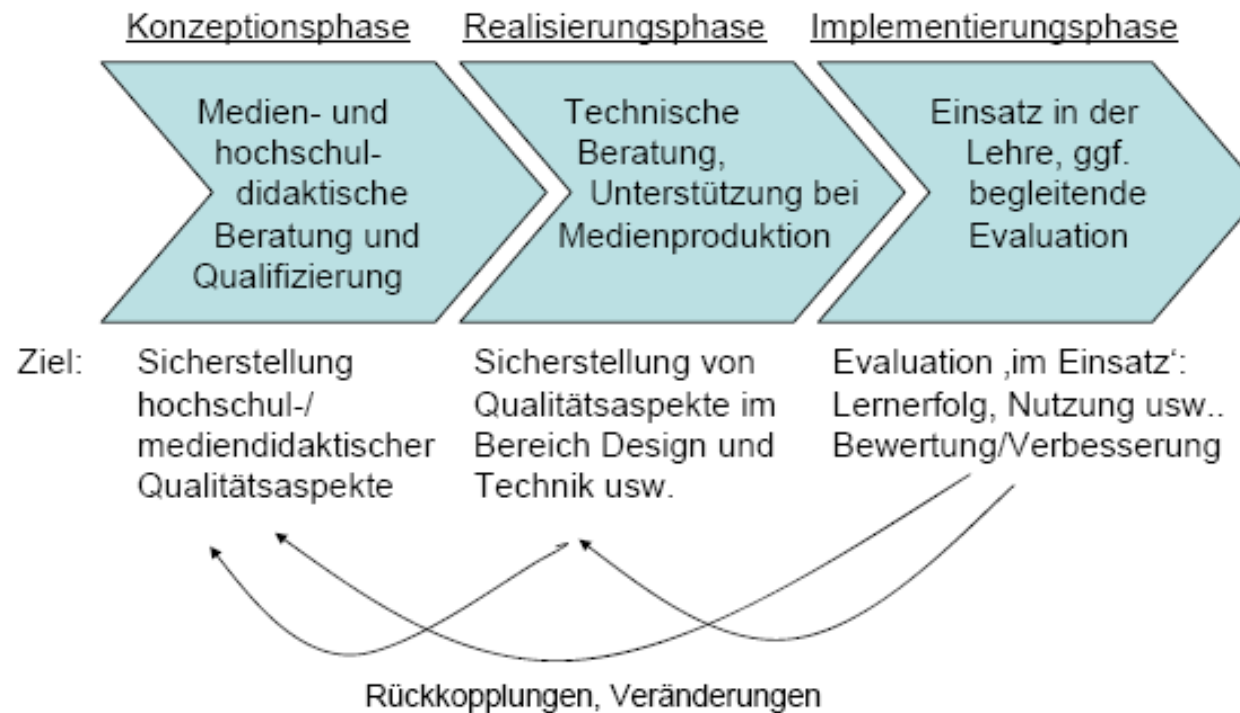 Konzeptionsphase
Realisierungsphase
Implementierungsphase
Medien- und
hochschul-
didaktische
Beratung und
Qualifizierung
Technische
Beratung,
Unterstützung bei
Medienproduktion
Einsatz in der
Lehre, ggf.
begleitende
Evaluation
Ziel:
Sicherstellung
hochschul-/
mediendidaktischer
Qualitätsaspekte
Sicherstellung von
Qualitätsaspekte im
Bereich Design und
Technik usw.
Evaluation ‚im Einsatz‘:
Lernerfolg, Nutzung usw..
Bewertung/Verbesserung
Rückkopplungen, Veränderungen